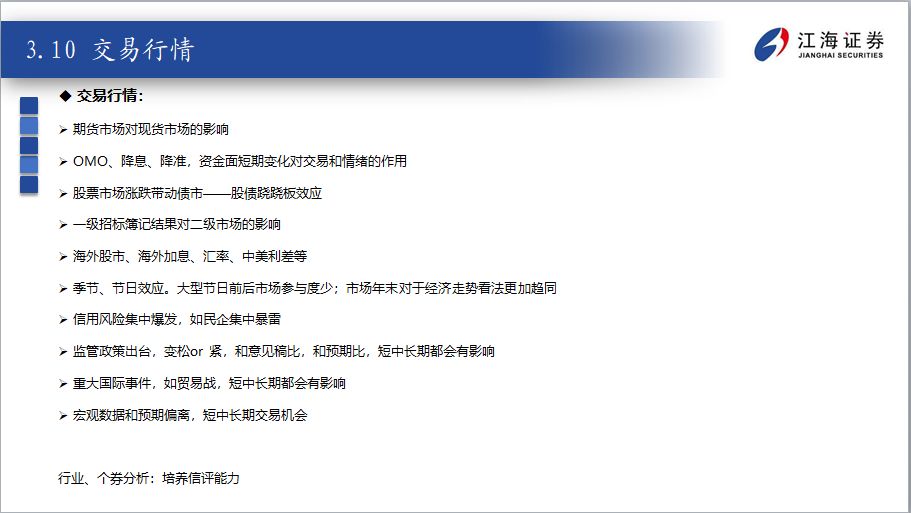 3.10 交易行情
江海证券
JIANGHAI SECURITIES
◆ 交易行情：
➢ 期货市场对现货市场的影响
➢ OMO、降息、降准，资金面短期变化对交易和情绪的作用
➢ 股票市场涨跌带动债市——股债跷跷板效应
➢ 一级招标簿记结果对二级市场的影响
➢ 海外股市、海外加息、汇率、中美利差等
➢ 季节、节日效应。大型节日前后市场参与度少；市场年末对于经济走势看法更加趋同
➢ 信用风险集中爆发，如民企集中暴雷
➢ 监管政策出台，变松or 紧，和意见稿比，和预期比，短中长期都会有影响
➢ 重大国际事件，如贸易战，短中长期都会有影响
➢ 宏观数据和预期偏离，短中长期交易机会
行业、个券分析：培养信评能力